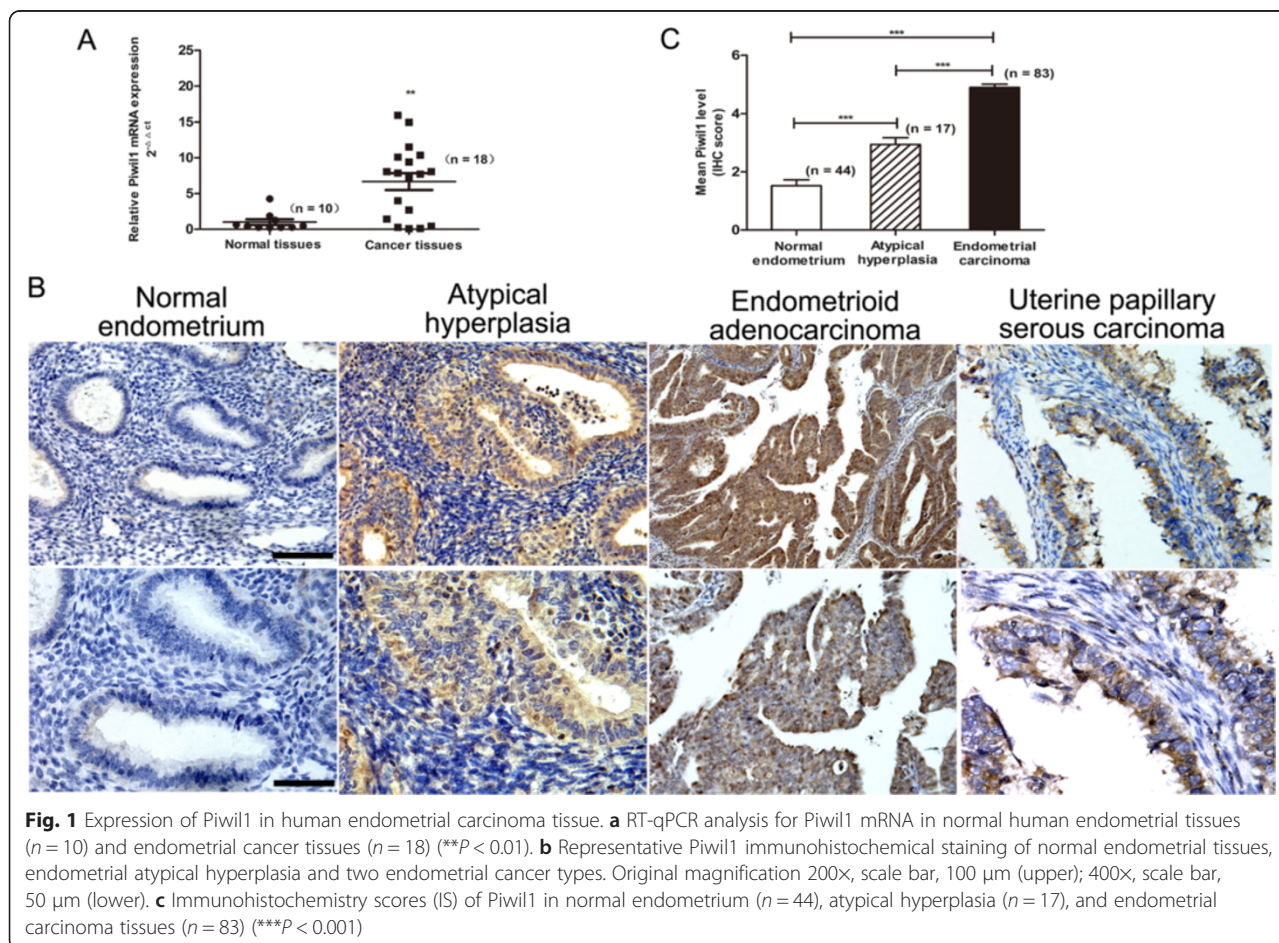 A
Relative Piwil1 mRNA expression
2-△△ct
25
20
15
10
5
0
**
(n = 10)
(n = 18)
Normal tissues
Cancer tissues
C
Mean Piwil1 level
(IHC score)
6
4
2
0
***
***
***
(n = 44)
(n = 17)
(n = 83)
Normal
endometrium
Atypical
hyperplasia
Endometrial
carcinoma
B
Normal
endometrium
Atypical
hyperplasia
Endometrioid
adenocarcinoma
Uterine papillary
serous carcinoma
Fig. 1 Expression of Piwil1 in human endometrial carcinoma tissue. a RT-qPCR analysis for Piwil1 mRNA in normal human endometrial tissues
(n = 10) and endometrial cancer tissues (n = 18) (**P < 0.01). b Representative Piwil1 immunohistochemical staining of normal endometrial tissues,
endometrial atypical hyperplasia and two endometrial cancer types. Original magnification 200×, scale bar, 100 μm (upper); 400×, scale bar,
50 μm (lower). c Immunohistochemistry scores (IS) of Piwil1 in normal endometrium (n = 44), atypical hyperplasia (n = 17), and endometrial
carcinoma tissues (n = 83) (***P < 0.001)